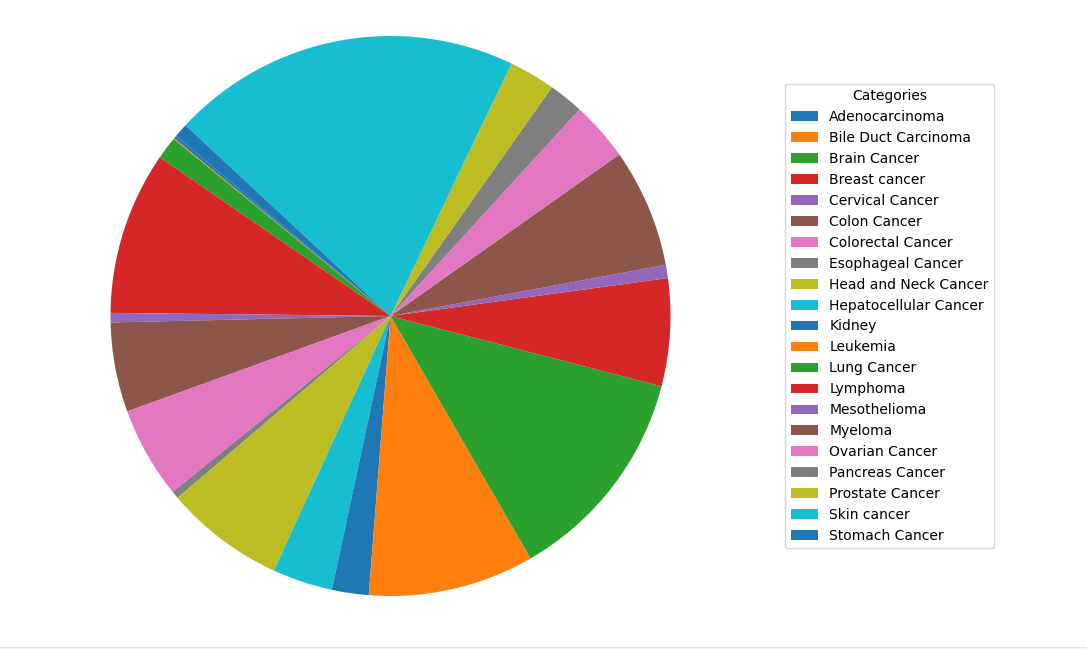 Categories
Adenocarcinoma
Bile Duct Carcinoma
Brain Cancer
Breast cancer
Cervical Cancer
Colon Cancer
Colorectal Cancer
Esophageal Cancer
Head and Neck Cancer
Hepatocellular Cancer
Kidney
Leukemia
Lung Cancer
Lymphoma
Mesothelioma
Myeloma
Ovarian Cancer
Pancreas Cancer
Prostate Cancer
Skin cancer
Stomach Cancer